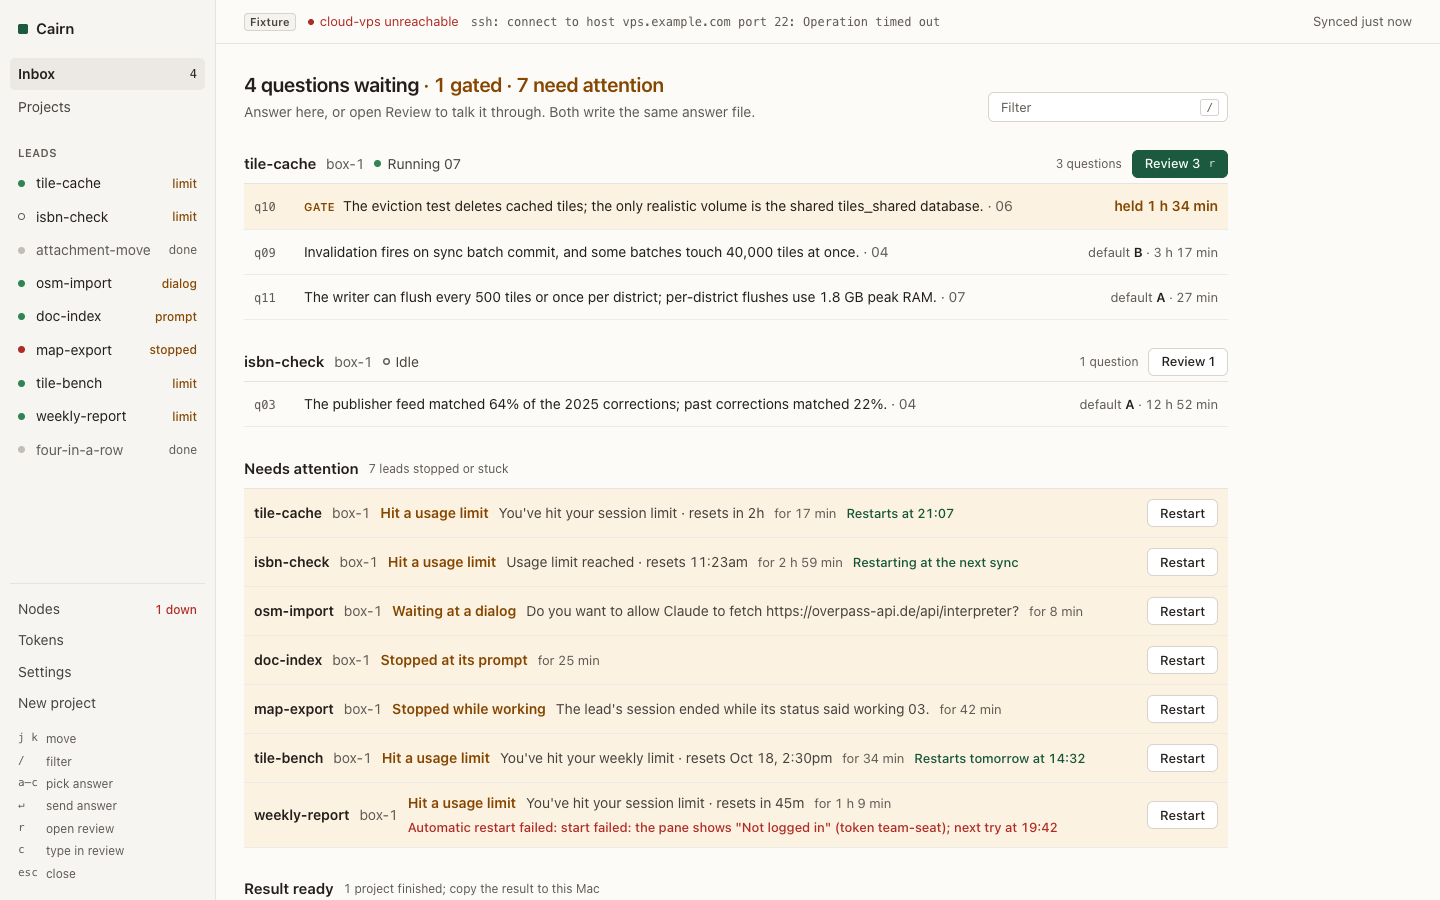 Cairn
Inbox 4
Projects
LEADS
tile-cache limit
isbn-check limit
attachment-move done
osm-import dialog
doc-index prompt
map-export stopped
tile-bench limit
weekly-report limit
four-in-a-row done
Nodes 1 down
Tokens
Settings
New project
j k move
/ filter
a–c pick answer
↵ send answer
r open review
c type in review
esc close
Fixture cloud-vps unreachable ssh: connect to host vps.example.com port 22: Operation timed out Synced just now
4 questions waiting · 1 gated · 7 need attention
Answer here, or open Review to talk it through. Both write the same answer file.
Filter /
tile-cache box-1 Running 07 3 questions Review 3 r
q10 GATE The eviction test deletes cached tiles; the only realistic volume is the shared tiles_shared database. · 06 held 1 h 34 min
q09 Invalidation fires on sync batch commit, and some batches touch 40,000 tiles at once. · 04 default B · 3 h 17 min
q11 The writer can flush every 500 tiles or once per district; per-district flushes use 1.8 GB peak RAM. · 07 default A · 27 min
isbn-check box-1 Idle 1 question Review 1
q03 The publisher feed matched 64% of the 2025 corrections; past corrections matched 22%. · 04 default A · 12 h 52 min
Needs attention 7 leads stopped or stuck
tile-cache box-1 Hit a usage limit You've hit your session limit · resets in 2h for 17 min Restarts at 21:07 Restart
isbn-check box-1 Hit a usage limit Usage limit reached · resets 11:23am for 2 h 59 min Restarting at the next sync Restart
osm-import box-1 Waiting at a dialog Do you want to allow Claude to fetch https://overpass-api.de/api/interpreter? for 8 min Restart
doc-index box-1 Stopped at its prompt for 25 min Restart
map-export box-1 Stopped while working The lead's session ended while its status said working 03. for 42 min Restart
tile-bench box-1 Hit a usage limit You've hit your weekly limit · resets Oct 18, 2:30pm for 34 min Restarts tomorrow at 14:32 Restart
weekly-report box-1 Hit a usage limit You've hit your session limit · resets in 45m for 1 h 9 min Restart
Automatic restart failed: start failed: the pane shows "Not logged in" (token team-seat); next try at 19:42
Result ready 1 project finished; copy the result to this Mac